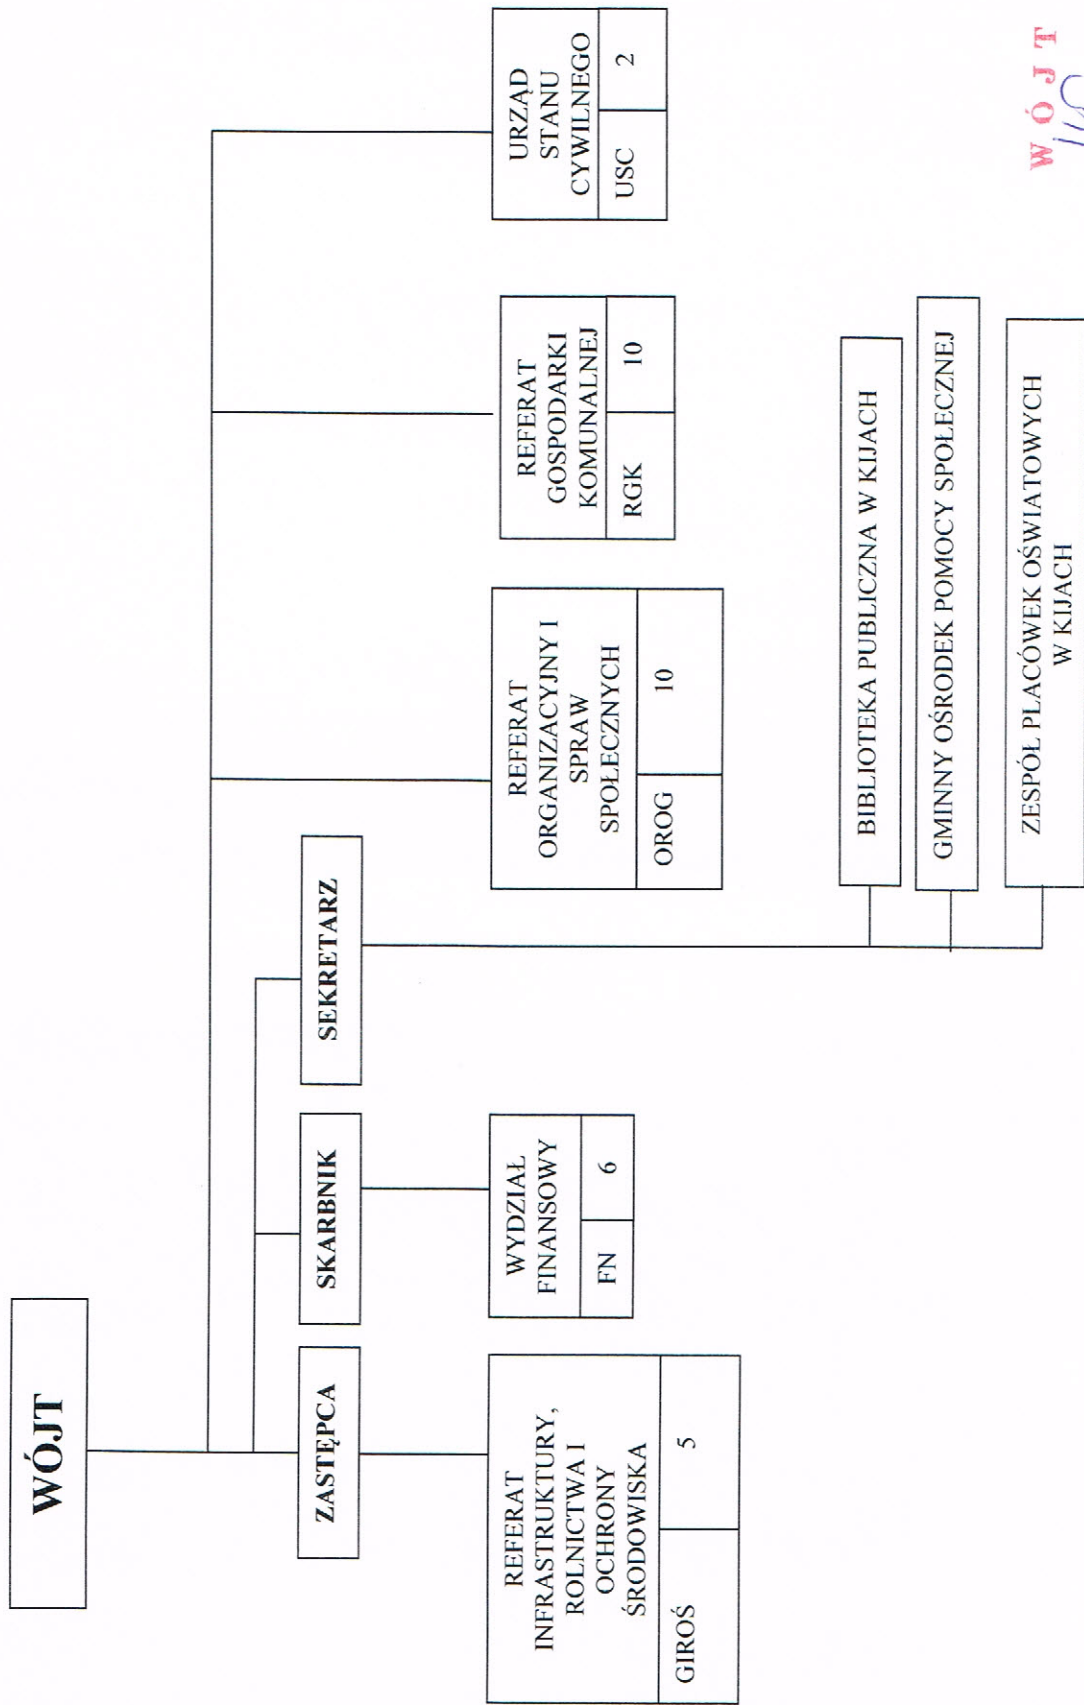 WÓJT
ZASTĘPCA
SKARBNIK
SEKRETARZ
REFERAT
INFRASTRUKTURY,
ROLNICTWA I
OCHRONY
ŚRODOWISKA
GIROŚ 5
WYDZIAŁ
FINANSOWY
FN 6
REFERAT
ORGANIZACYJNY I
SPRAW
SPOŁECZNYCH
OROG 10
REFERAT
GOSPODARKI
KOMUNALNEJ
RGK 10
URZĄD
STANU
CYWILNEGO
USC 2
BIBLIOTEKA PUBLICZNA W KIJACH
GMINNY OŚRODEK POMOCY SPOŁECZNEJ
ZESPÓŁ PLACÓWEK OŚWIATOWYCH
W KIJACH
WÓJT